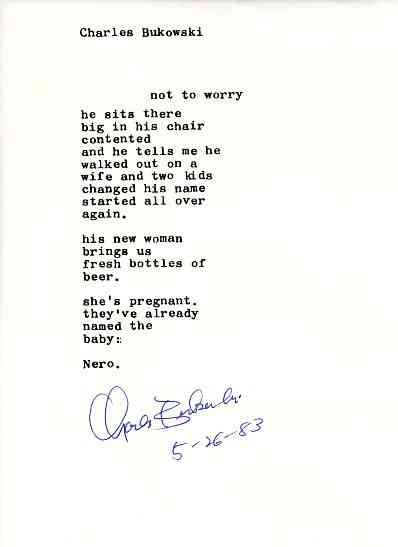 Charles Bukowski
not to worry
he sits there
big in his chair
contented
and he tells me he
walked out on a
wife and two kids
changed his name
started all over
again.
his new woman
brings us
fresh bottles of
beer.
she's pregnant.
they've already
named the
baby:
Nero.
Charles Bukowski
5-26-83